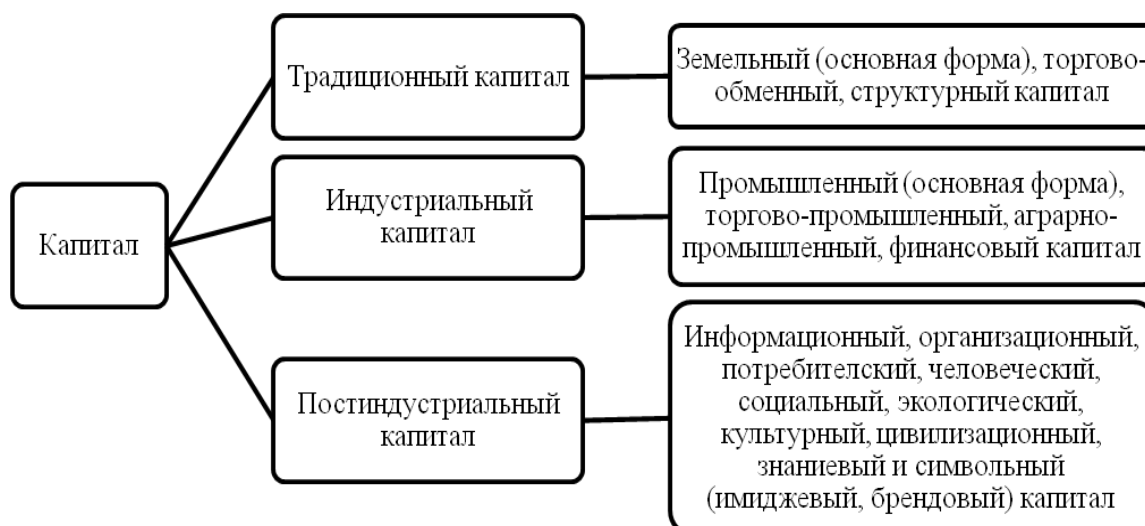 Капитал
Традиционный капитал
Земельный (основная форма), торгово-
обменный, структурный капитал
Индустриальный
капитал
Промышленный (основная форма),
торгово-промышленный, аграрно-
промышленный, финансовый капитал
Постиндустриальный
капитал
Информационный, организационный,
потребителский, человеческий,
социальный, экологический,
культурный, цивилизационный,
знаниевый и символьный
(имиджевый, брендовый) капитал